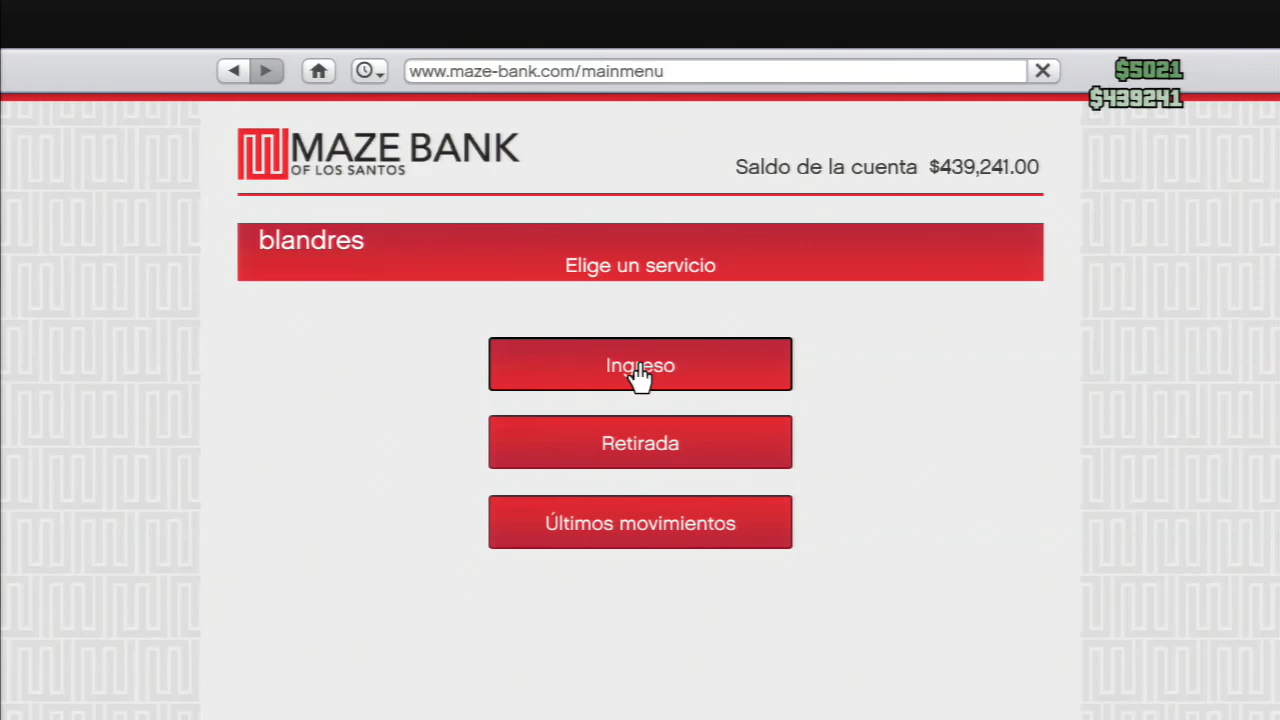 www.maze-bank.com/mainmenu
$5021
$439241
MAZE BANK
OF LOS SANTOS
Saldo de la cuenta $439,241.00
blandres
Elige un servicio
Ingreso
Retirada
Últimos movimientos